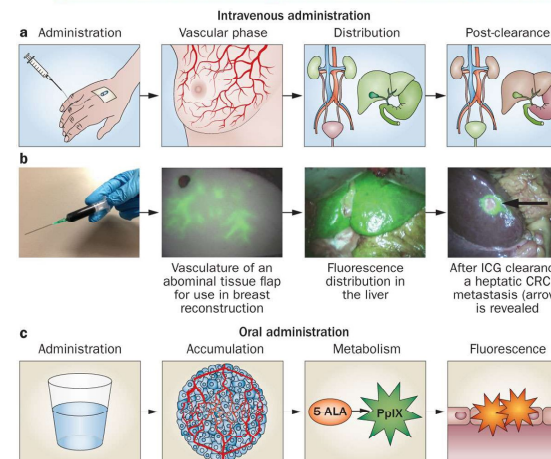 Intravenous administration
a Administration Vascular phase Distribution Post-clearance
b
Vasculature of an
abominal tissue flap
for use in breast
reconstruction
Fluorescence
distribution in
the liver
After ICG clearanc
a heptatic CRC
metastasis (arrow
is revealed
Oral administration
c
Administration Accumulation Metabolism Fluorescence
5 ALA PpIX